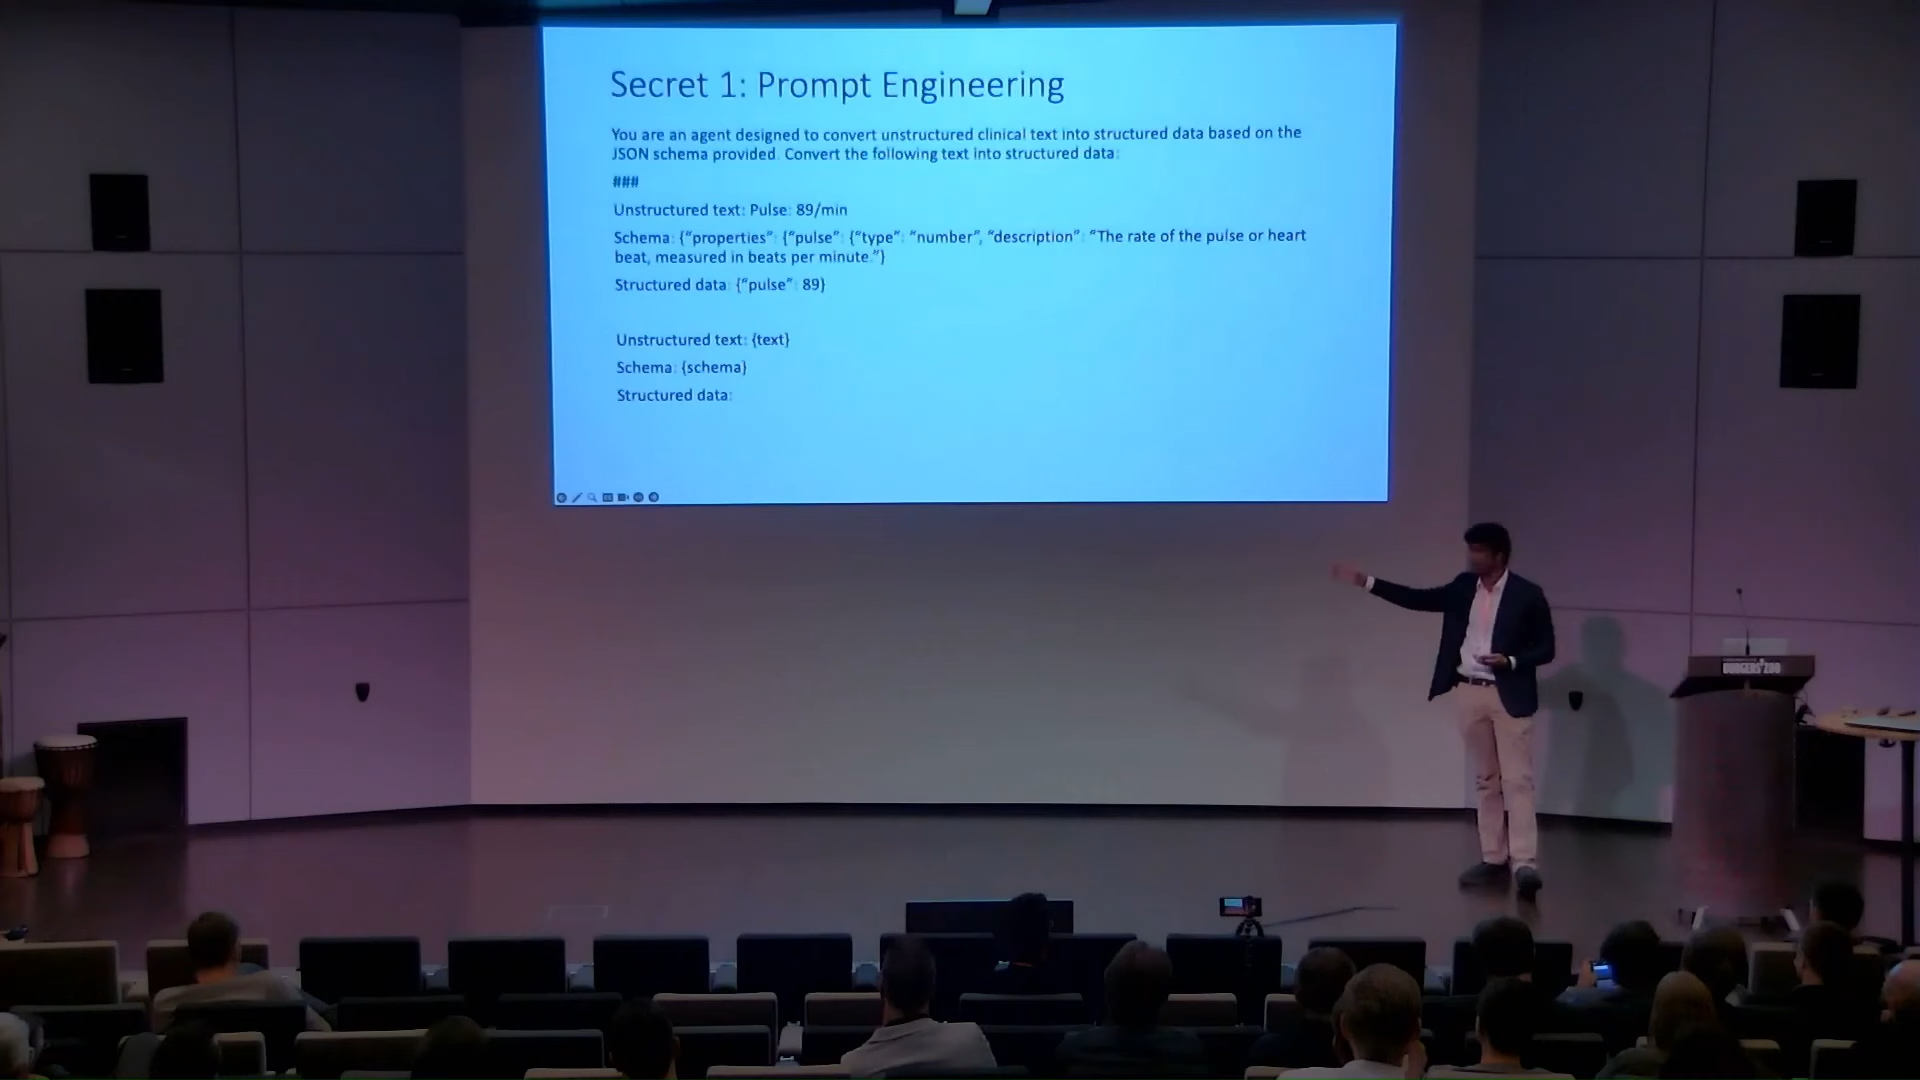 Secret 1: Prompt Engineering
You are an agent designed to convert unstructured clinical text into structured data based on the
JSON schema provided. Convert the following text into structured data:
###
Unstructured text: Pulse: 89/min
Schema: {“properties”: {“pulse”: {“type”: “number”, “description”: “The rate of the pulse or heart
beat, measured in beats per minute.”}
Structured data: {“pulse”: 89}
Unstructured text: {text}
Schema: {schema}
Structured data:
BURGERS' ZOO